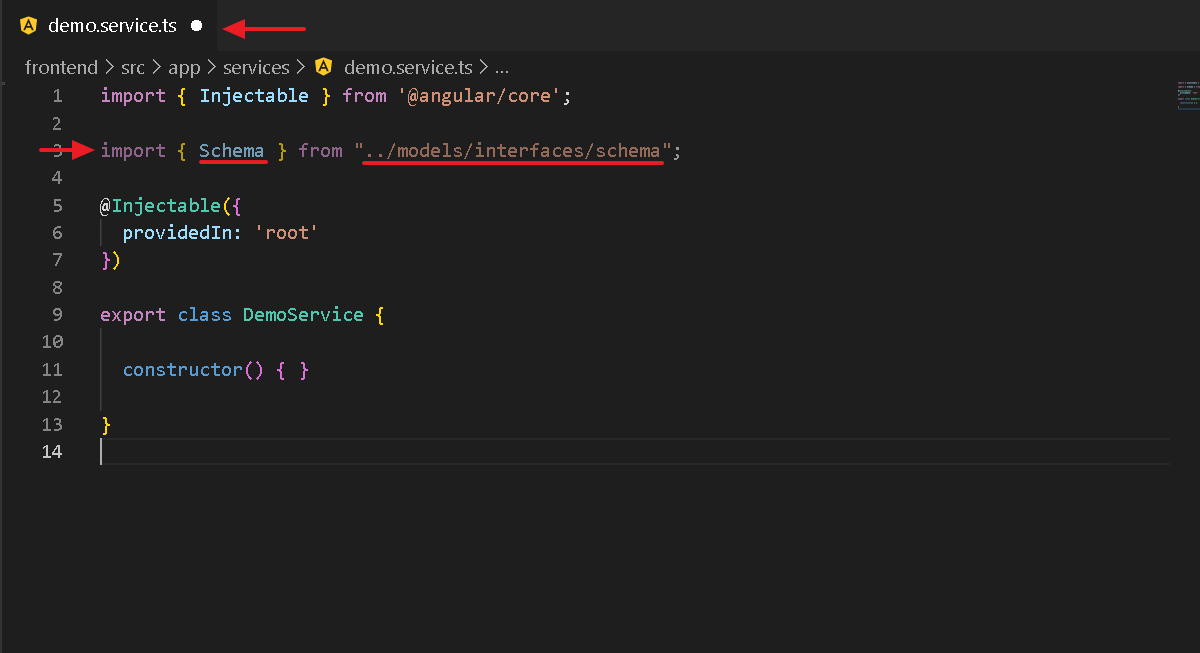 demo.service.ts
frontend > src > app > services > demo.service.ts > ...
1 import { Injectable } from '@angular/core';
2
3 import { Schema } from "../models/interfaces/schema";
4
5 @Injectable({
6 providedIn: 'root'
7 })
8
9 export class DemoService {
10
11 constructor() { }
12
13 }
14